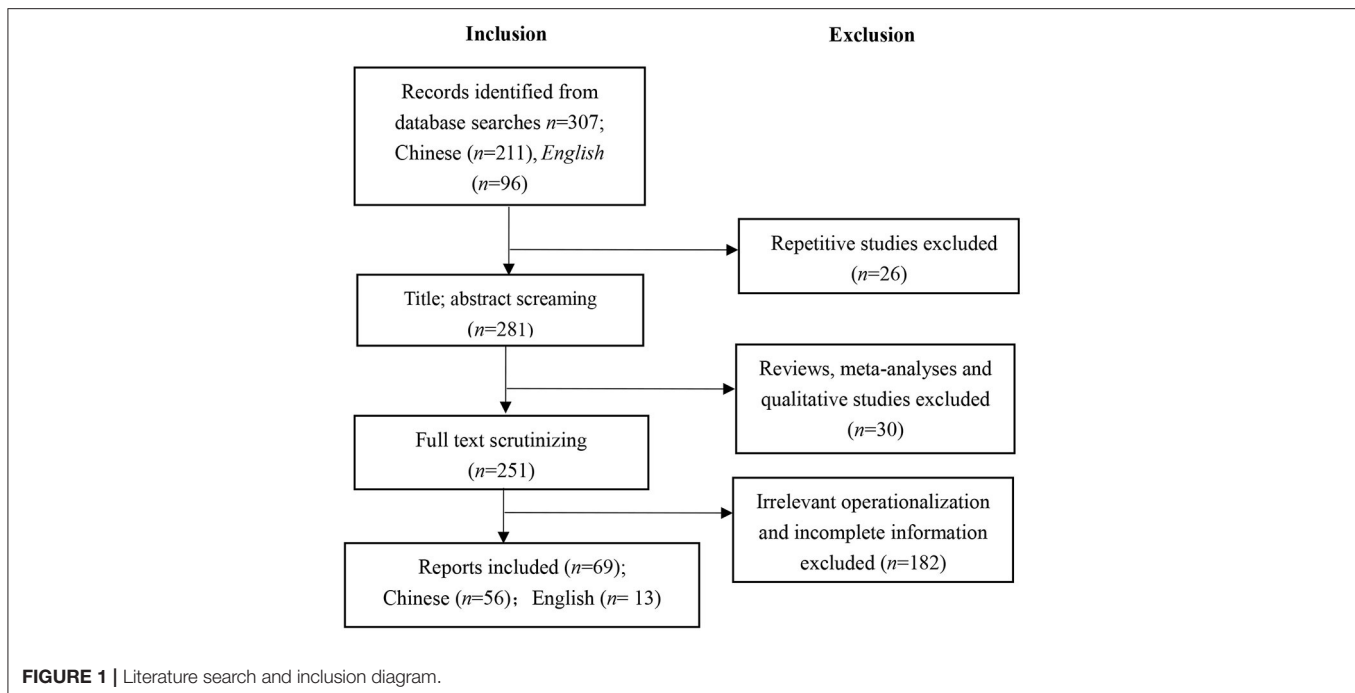 Inclusion
Exclusion
Records identified from
database searches n=307;
Chinese (n=211), English
(n=96)
Repetitive studies excluded
(n=26)
Title; abstract screaming
(n=281)
Reviews, meta-analyses and
qualitative studies excluded
(n=30)
Full text scrutinizing
(n=251)
Irrelevant operationalization
and incomplete information
excluded (n=182)
Reports included (n=69);
Chinese (n=56)；English (n= 13)
FIGURE 1 | Literature search and inclusion diagram.